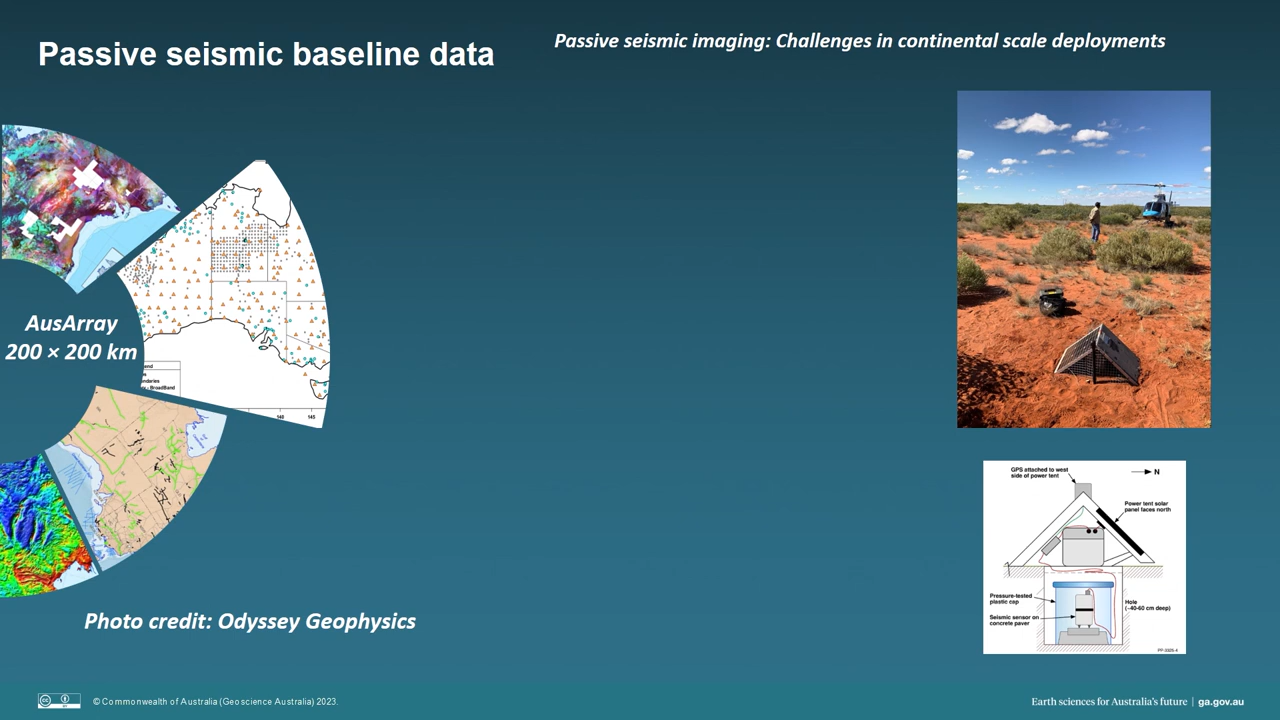 Passive seismic baseline data
Passive seismic imaging: Challenges in continental scale deployments
AusArray
200 × 200 km
140
145
GPS attached to west
side of power tent
N
Power tent solar
panel faces north
Pressure-tested
plastic cap
Seismic sensor on
concrete paver
Hole
(~40-60 cm deep)
Photo credit: Odyssey Geophysics
© Commonwealth of Australia (Geoscience Australia) 2023.
Earth sciences for Australia's future | ga.gov.au